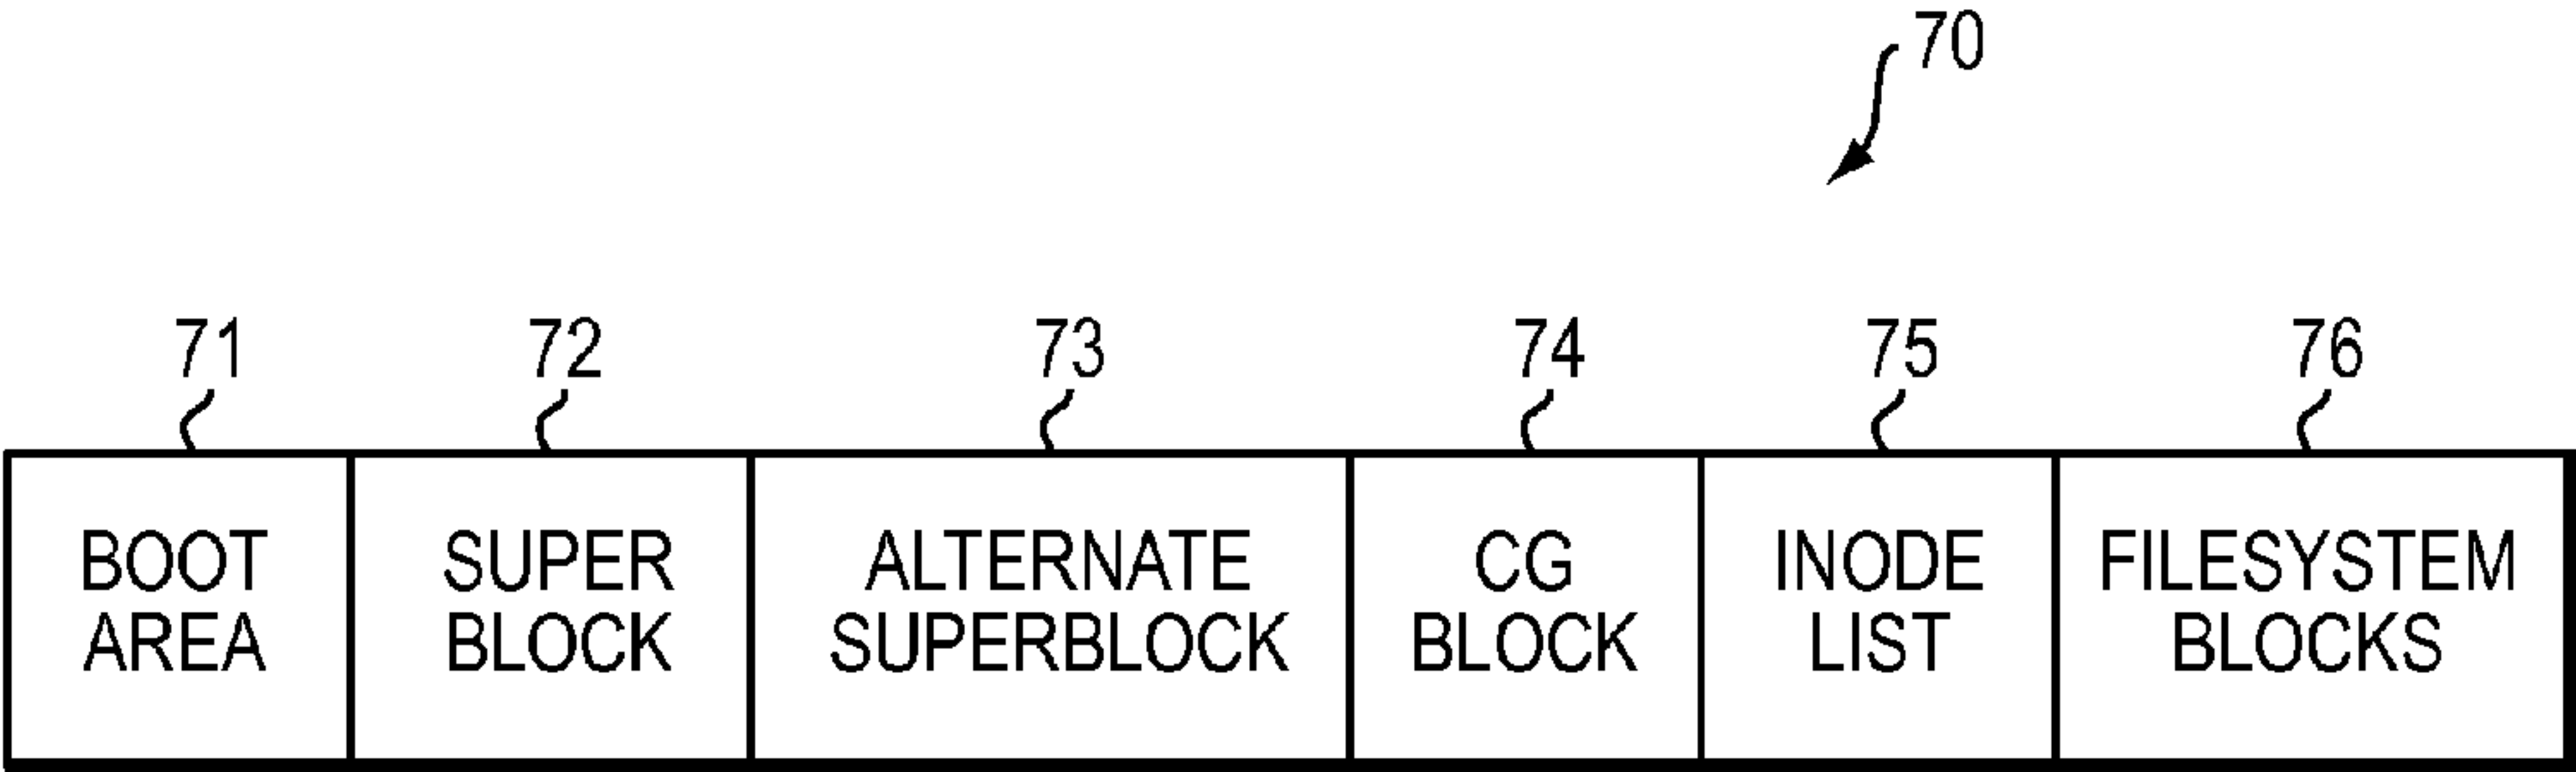 70
71 72 73 74 75 76
BOOT AREA
SUPER BLOCK
ALTERNATE SUPERBLOCK
CG BLOCK
INODE LIST
FILESYSTEM BLOCKS